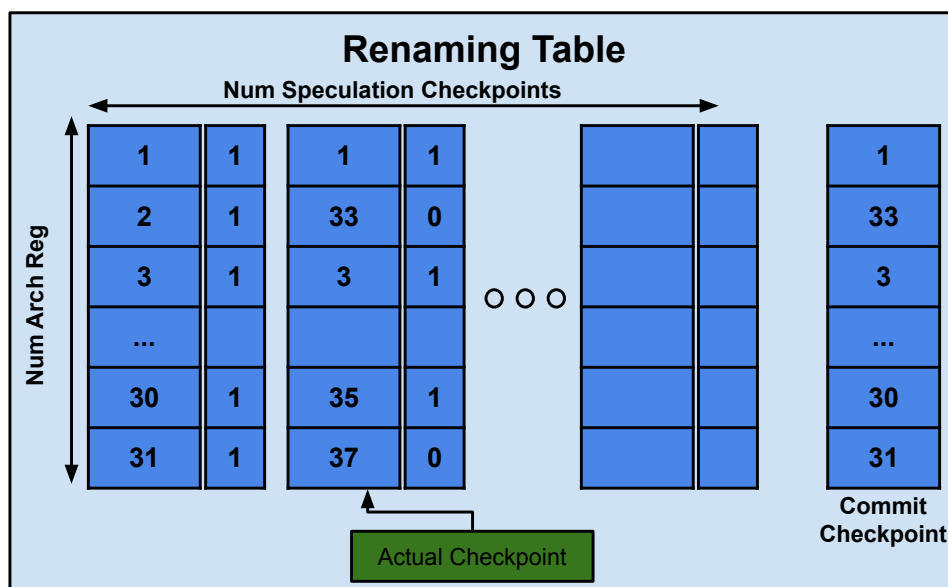 Renaming Table
Num Speculation Checkpoints
Num Arch Reg
1 1 1 1 1
2 1 33 0 33
3 1 3 1 3
... ...
30 1 35 1 30
31 1 37 0 31
Commit
Checkpoint
Actual Checkpoint